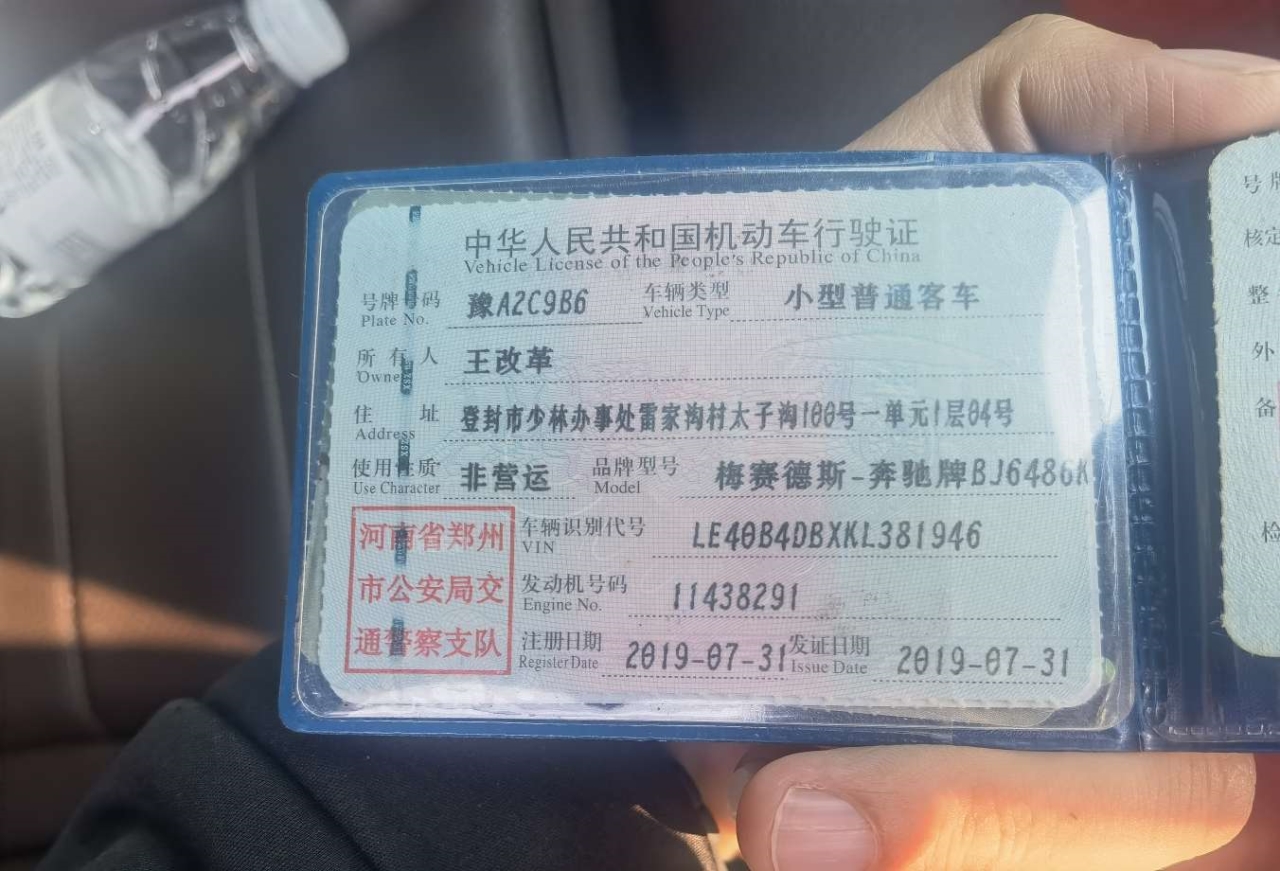 中华人民共和国机动车行驶证
Vehicle License of the People's Republic of China
号牌号码 豫A2C9B6 车辆类型 小型普通客车
Plate No. Vehicle Type
所有人 王改革
Owner
住址 登封市少林办事处雷家沟村太子沟100号一单元1层04号
Address
使用性质 非营运 品牌型号 梅赛德斯-奔驰牌BJ6486K
Use Character Model
河南省郑州
市公安局交
通警察支队
车辆识别代号 LE40B4DBXKL381946
VIN
发动机号码 11438291
Engine No.
注册日期 2019-07-31 发证日期 2019-07-31
Register Date Issue Date
号牌
核定
整
外
备
检